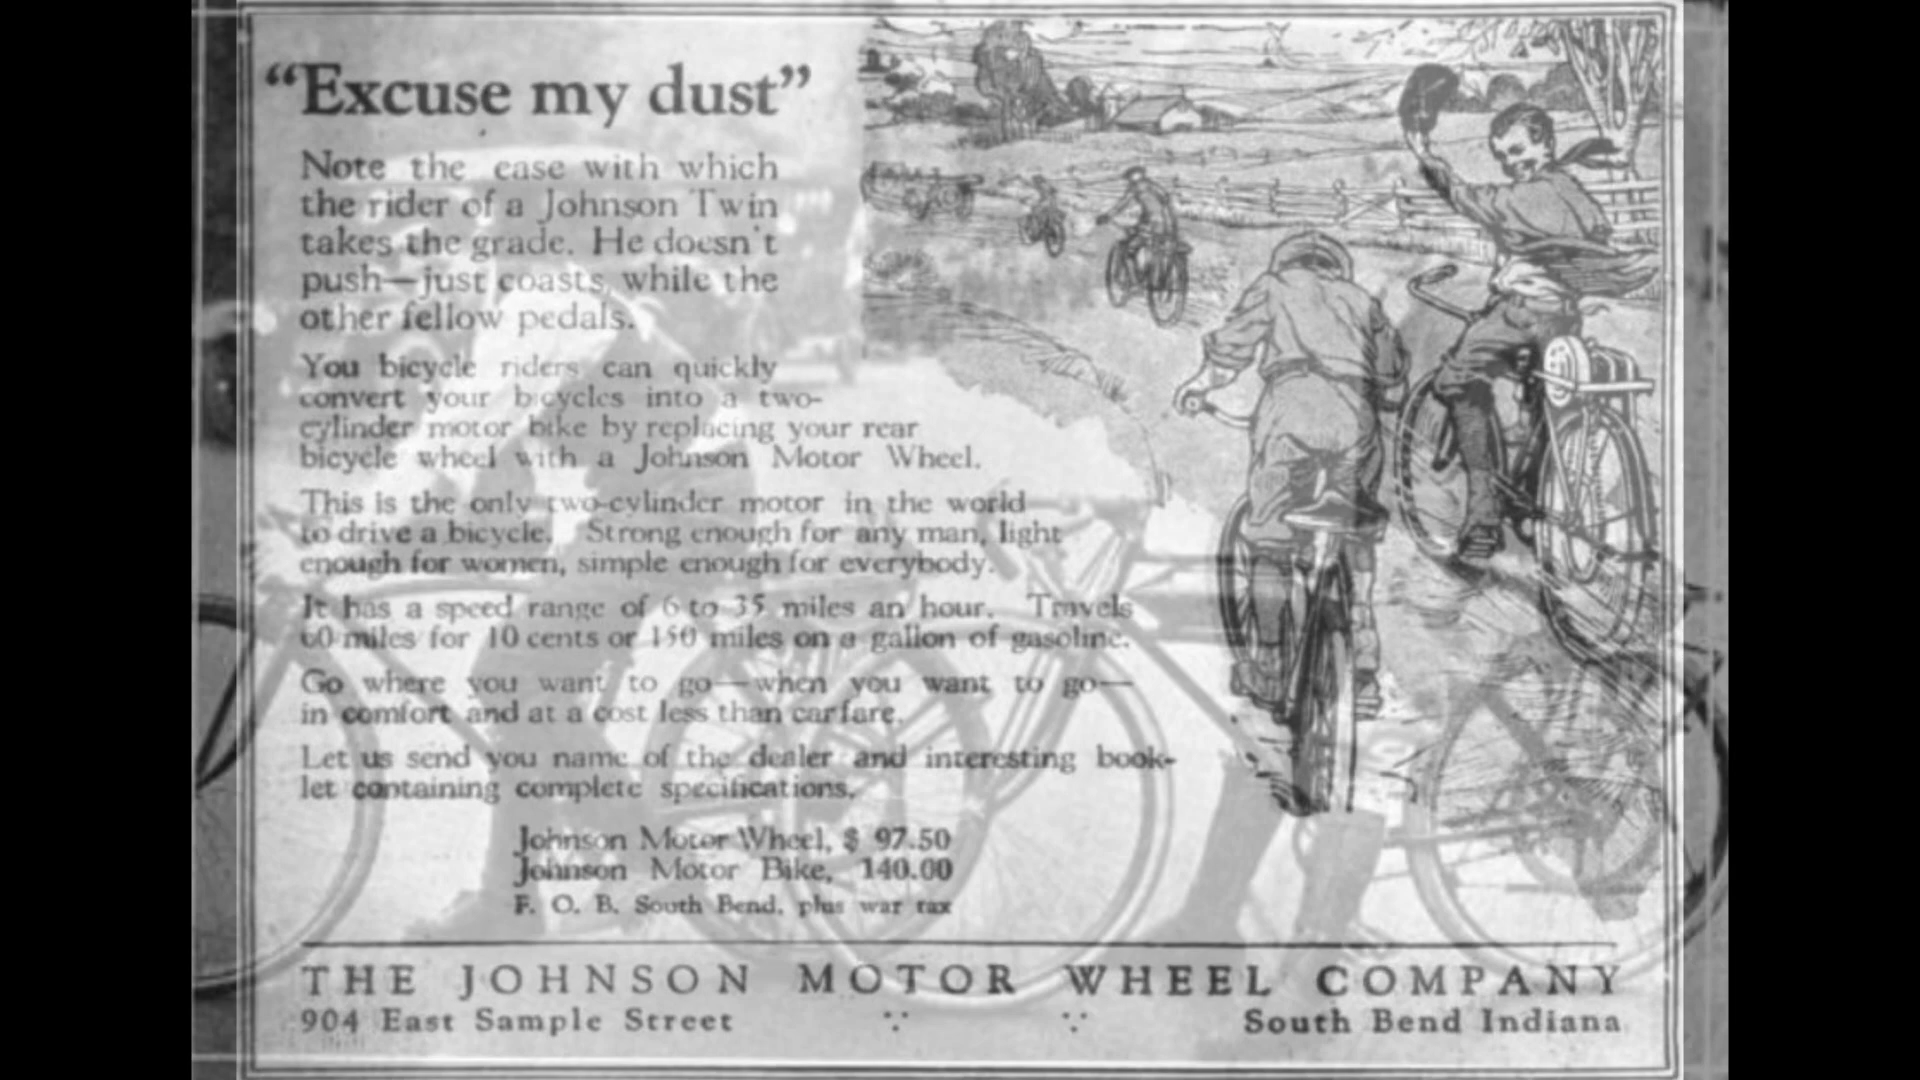 “Excuse my dust”
Note the ease with which
the rider of a Johnson Twin
takes the grade. He doesn't
push—just coasts, while the
other fellow pedals.
You bicycle riders can quickly
convert your bicycles into a two-
cylinder motor bike by replacing your rear
bicycle wheel with a Johnson Motor Wheel.
This is the only two-cylinder motor in the world
to drive a bicycle. Strong enough for any man, light
enough for women, simple enough for everybody.
It has a speed range of 6 to 35 miles an hour. Travels
60 miles for 10 cents or 150 miles on a gallon of gasoline.
Go where you want to go—when you want to go—
in comfort and at a cost less than carfare.
Let us send you name of the dealer and interesting book-
let containing complete specifications.
Johnson Motor Wheel, $ 97.50
Johnson Motor Bike, 140.00
F. O. B. South Bend, plus war tax
THE JOHNSON MOTOR WHEEL COMPANY
904 East Sample Street South Bend Indiana